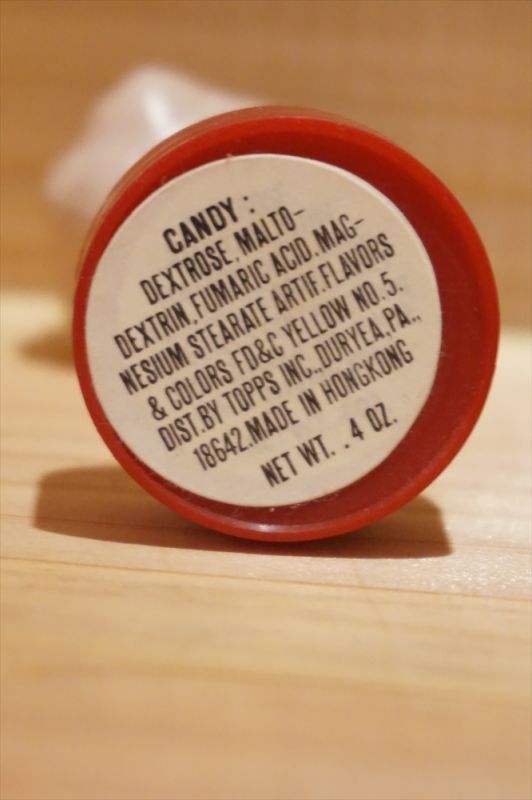 CANDY :
DEXTROSE, MALTO-
DEXTRIN,FUMARIC ACID,MAG-
NESIUM STEARATE ARTIF.FLAVORS
& COLORS FD&C YELLOW NO.5.
DIST.BY TOPPS INC.,DURYEA,PA.,
18642.MADE IN HONGKONG
NET WT. .4 OZ.